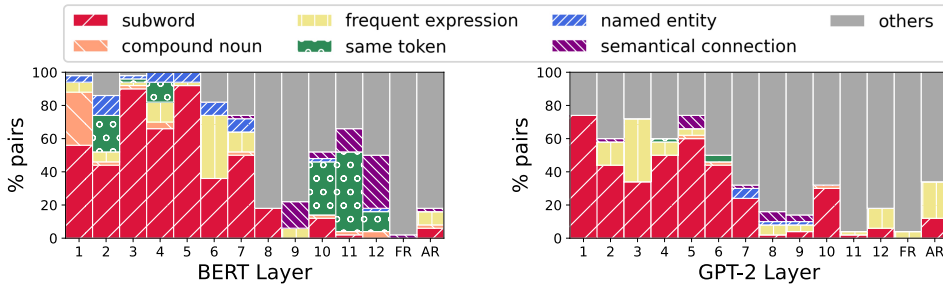 subword frequent expression named entity others
compound noun same token semantical connection
% pairs
100
80
60
40
20
0
1 2 3 4 5 6 7 8 9 10 11 12 FR AR
BERT Layer
% pairs
100
80
60
40
20
0
1 2 3 4 5 6 7 8 9 10 11 12 FR AR
GPT-2 Layer